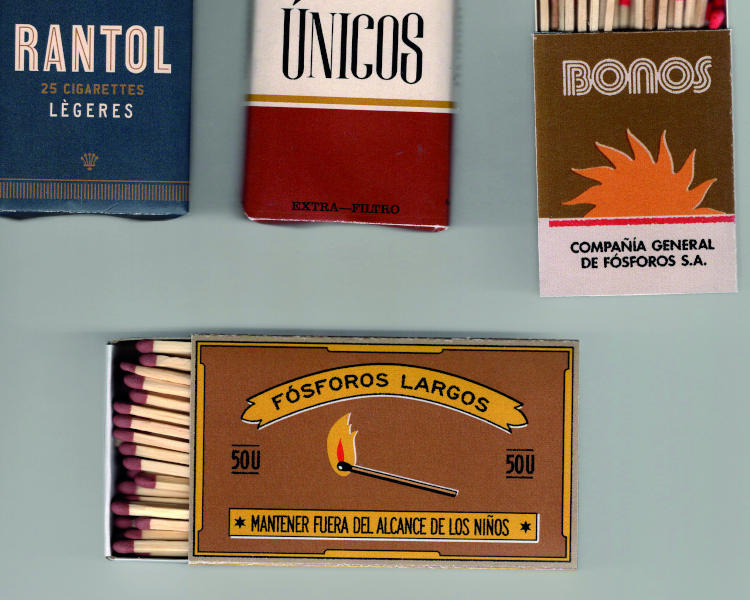 RANTOL
25 CIGARETTES
LÈGERES
ÚNICOS
EXTRA—FILTRO
BONOS
COMPAÑÍA GENERAL
DE FÓSFOROS S.A.
FÓSFOROS LARGOS
50U
50U
MANTENER FUERA DEL ALCANCE DE LOS NIÑOS